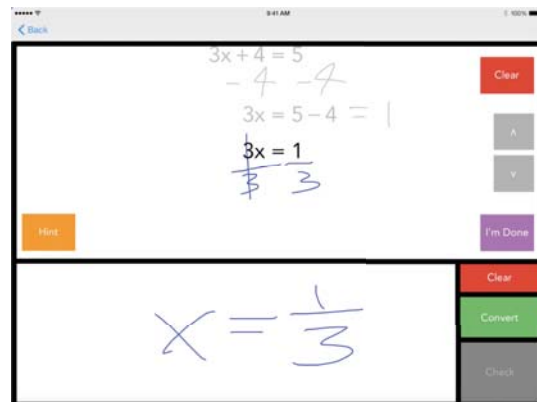 9:41 AM 100%
Back
3x + 4 = 5
- 4 - 4
Clear
3x = 5 - 4 = 1
∧
3x = 1
3 3
∨
Hint
I'm Done
Clear
x = 1/3
Convert
Check